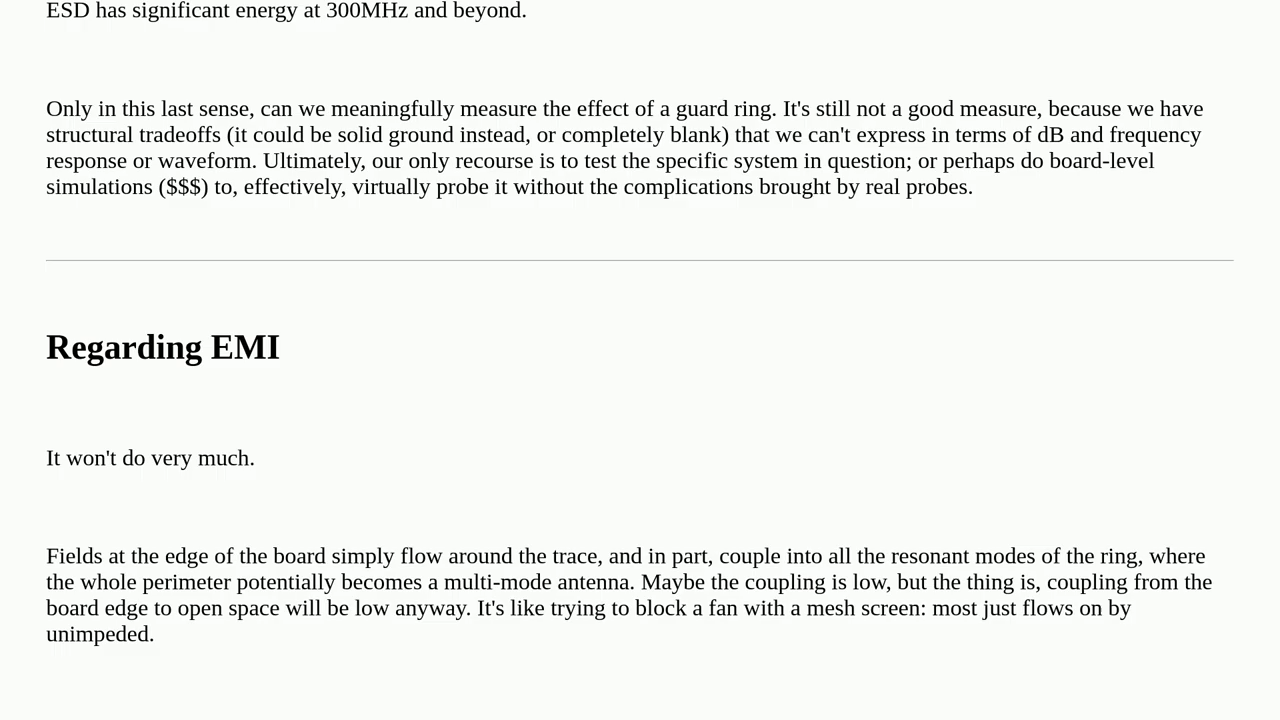 ESD has significant energy at 300MHz and beyond.
Only in this last sense, can we meaningfully measure the effect of a guard ring. It's still not a good measure, because we have
structural tradeoffs (it could be solid ground instead, or completely blank) that we can't express in terms of dB and frequency
response or waveform. Ultimately, our only recourse is to test the specific system in question; or perhaps do board-level
simulations ($$$) to, effectively, virtually probe it without the complications brought by real probes.
Regarding EMI
It won't do very much.
Fields at the edge of the board simply flow around the trace, and in part, couple into all the resonant modes of the ring, where
the whole perimeter potentially becomes a multi-mode antenna. Maybe the coupling is low, but the thing is, coupling from the
board edge to open space will be low anyway. It's like trying to block a fan with a mesh screen: most just flows on by
unimpeded.